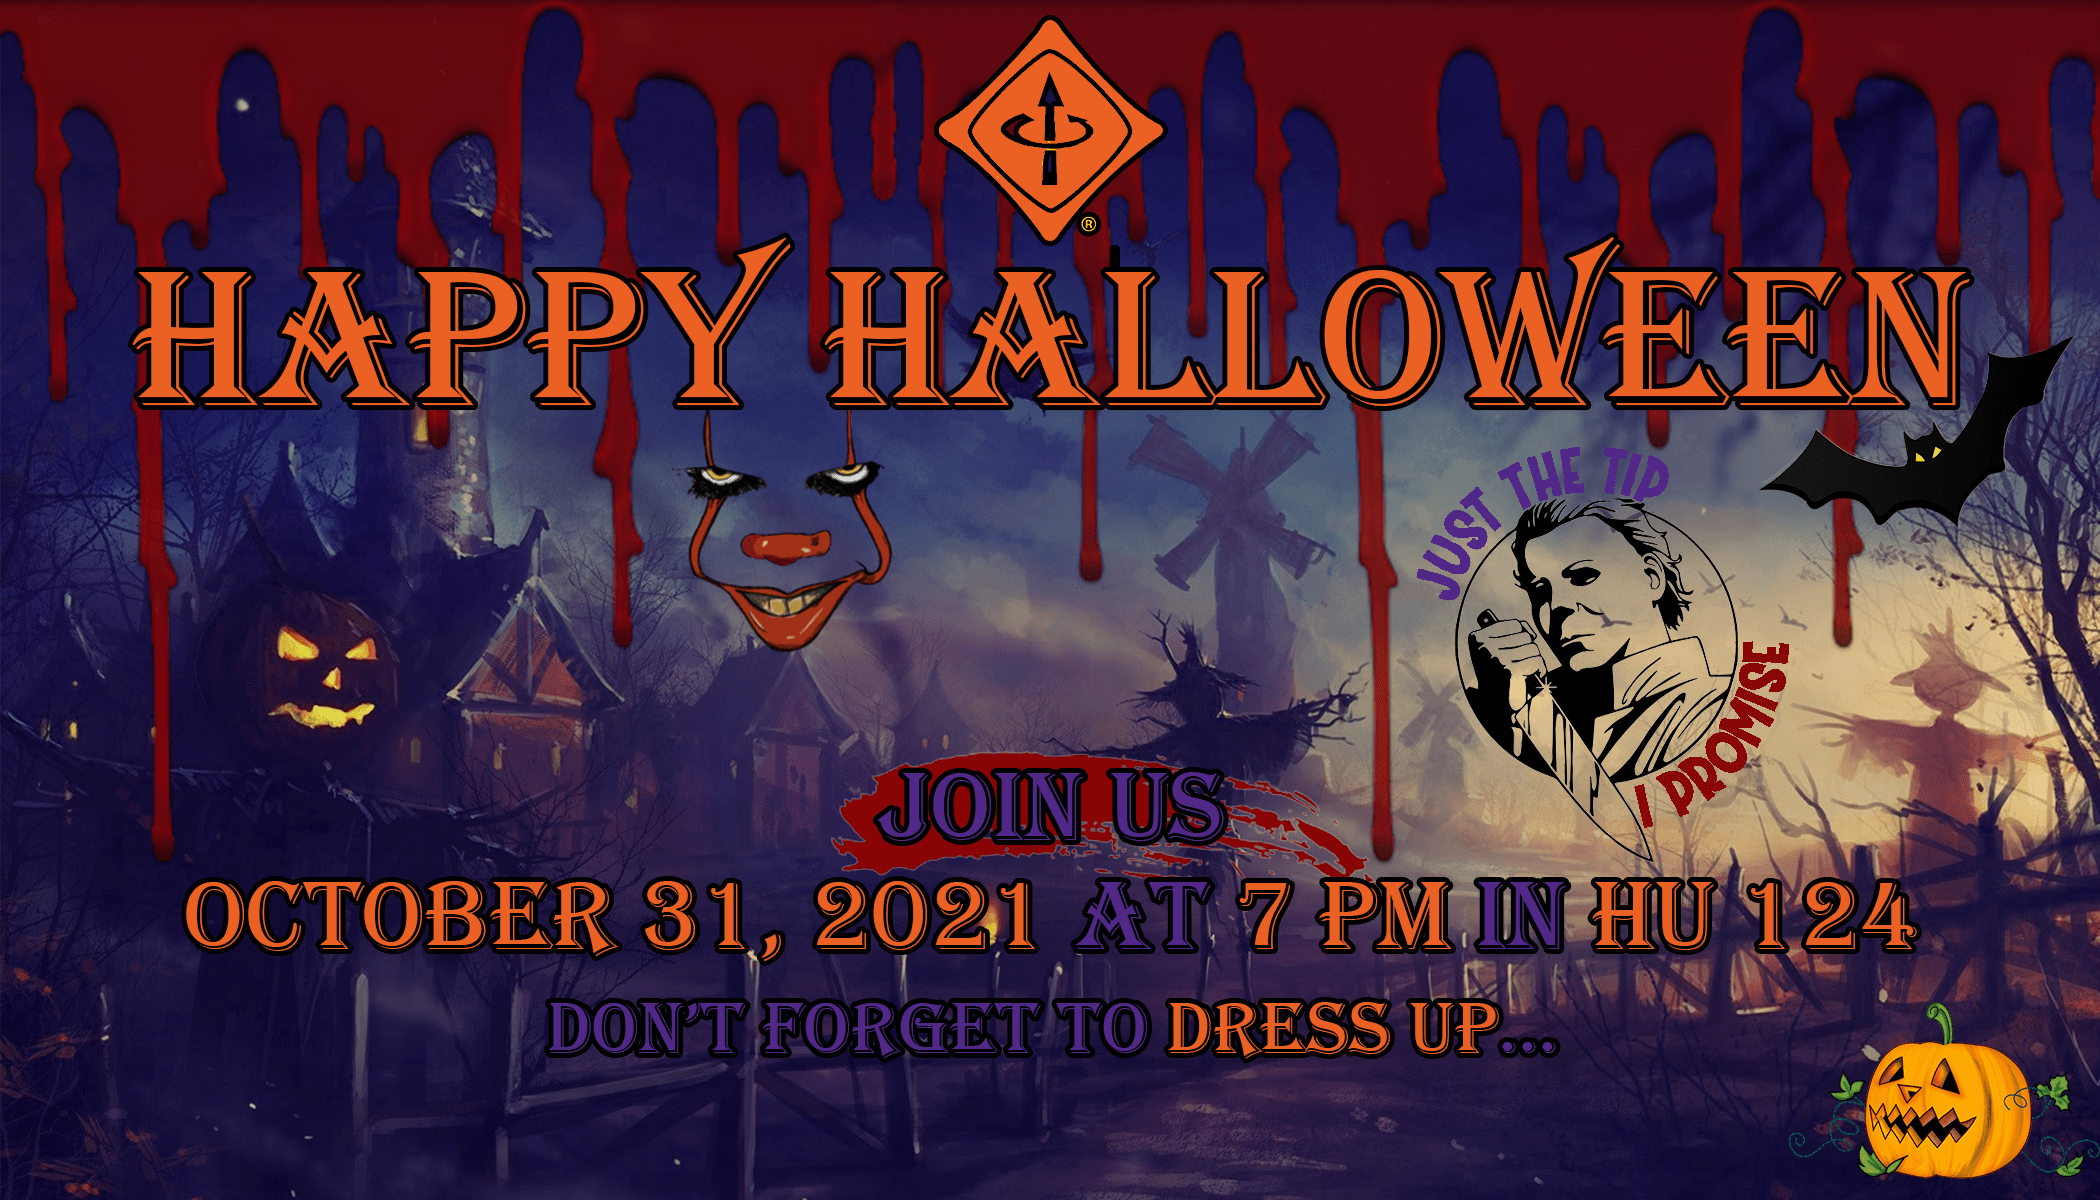 ®
HAPPY HALLOWEEN
JUST THE TIP
I PROMISE
JOIN US
OCTOBER 31, 2021 AT 7 PM IN HU 124
DON'T FORGET TO DRESS UP...